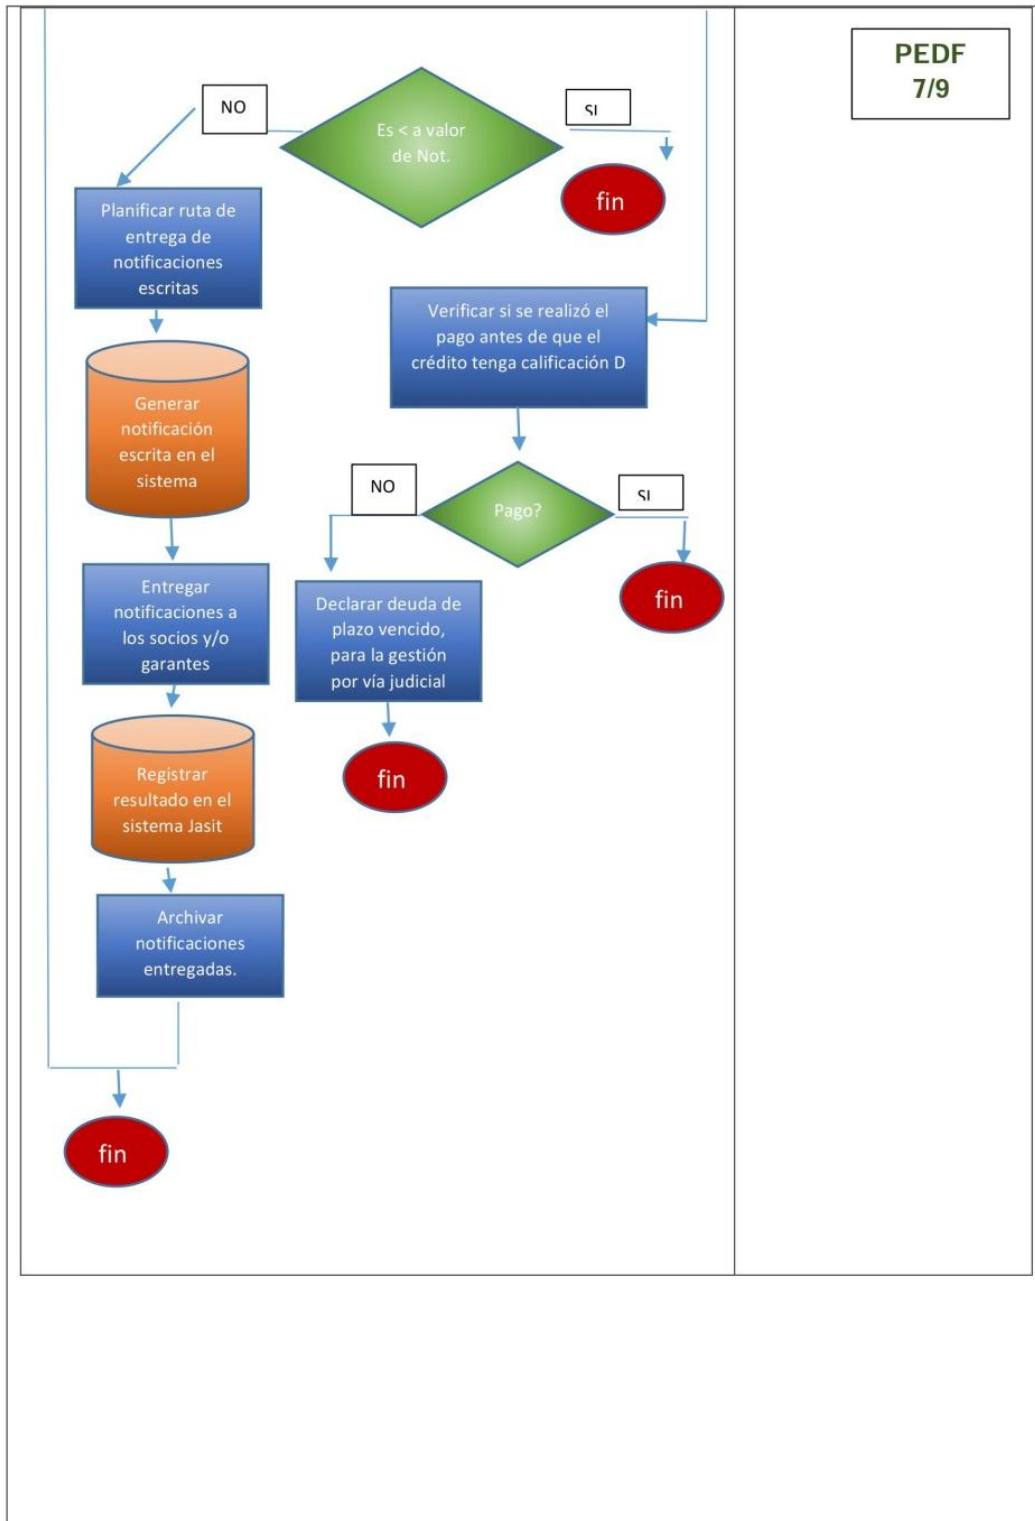 PEDF
7/9
NO
Es < a valor
de Not.
SI
fin
Planificar ruta de
entrega de
notificaciones
escritas
Generar
notificación
escrita en el
sistema
Entregar
notificaciones a
los socios y/o
garantes
Registrar
resultado en el
sistema Jasit
Archivar
notificaciones
entregadas.
fin
Verificar si se realizó el
pago antes de que el
crédito tenga calificación D
NO
Pago?
SI
fin
Declarar deuda de
plazo vencido,
para la gestión
por vía judicial
fin